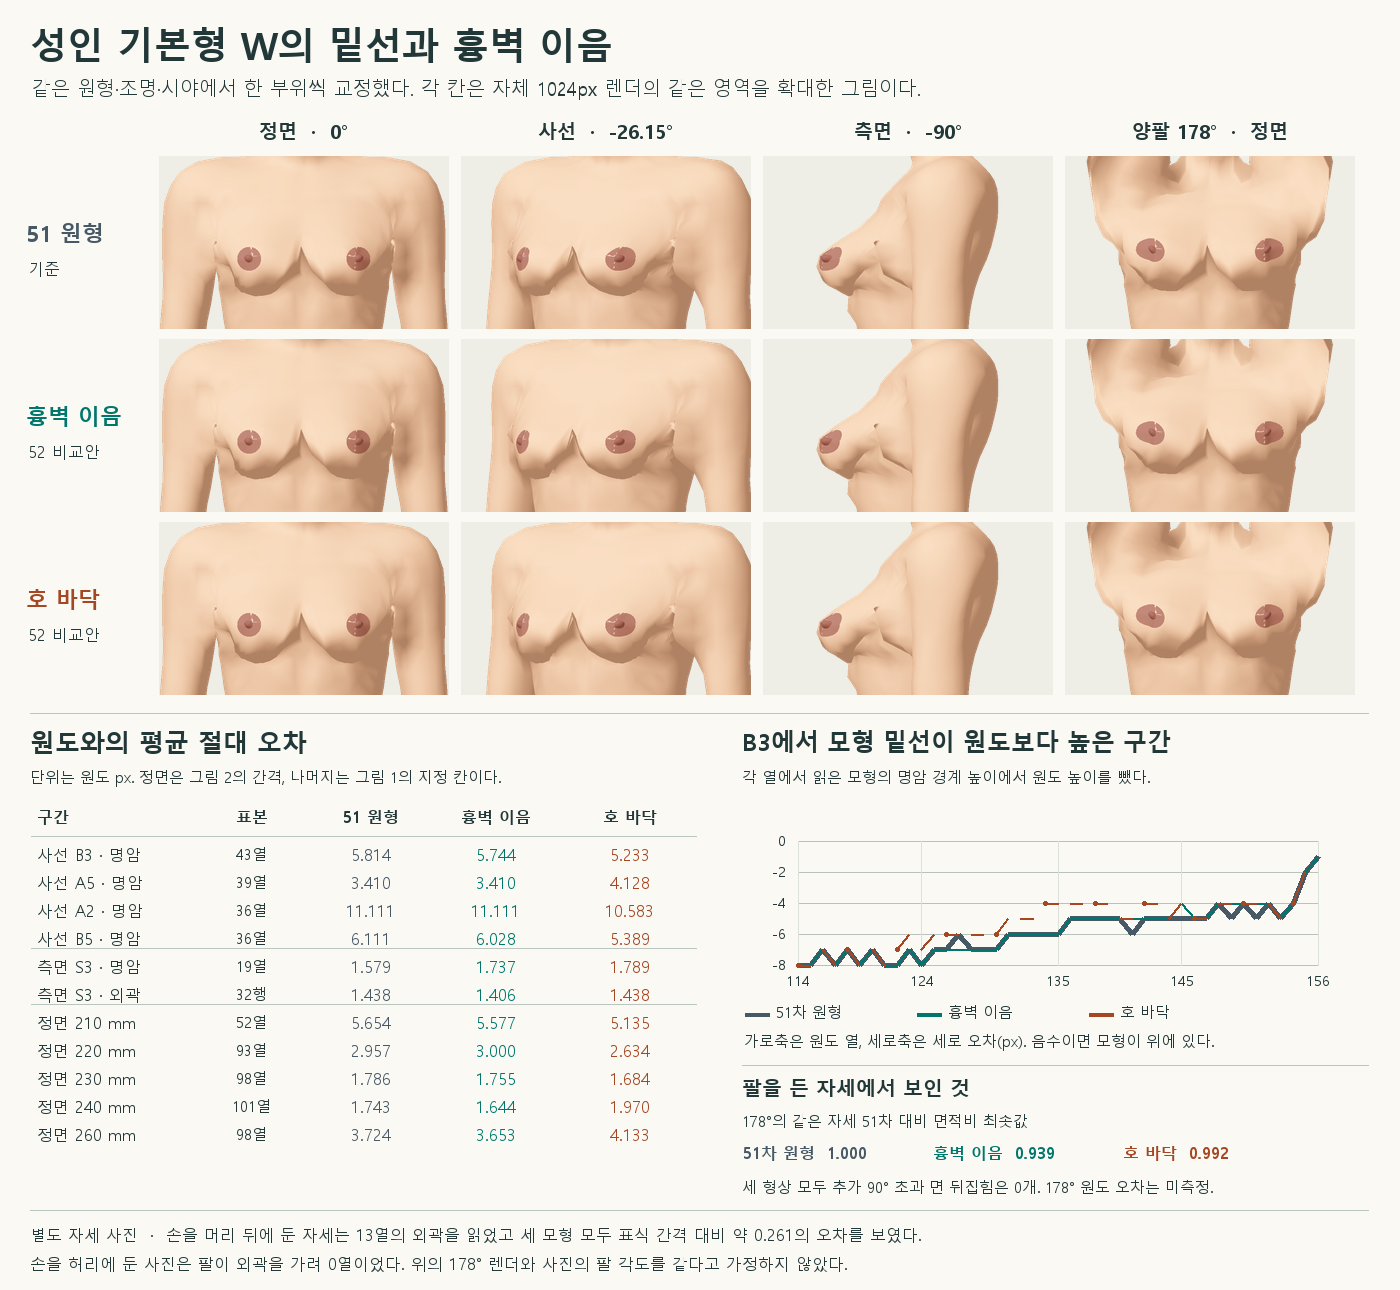 성인 기본형 W의 밑선과 흉벽 이음
같은 원형·조명·시야에서 한 부위씩 교정했다. 각 칸은 자체 1024px 렌더의 같은 영역을 확대한 그림이다.
정면 · 0° 사선 · -26.15° 측면 · -90° 양팔 178° · 정면
51 원형
기준
흉벽 이음
52 비교안
호 바닥
52 비교안
원도와의 평균 절대 오차
단위는 원도 px. 정면은 그림 2의 간격, 나머지는 그림 1의 지정 칸이다.
구간 표본 51 원형 흉벽 이음 호 바닥
사선 B3 · 명암 43열 5.814 5.744 5.233
사선 A5 · 명암 39열 3.410 3.410 4.128
사선 A2 · 명암 36열 11.111 11.111 10.583
사선 B5 · 명암 36열 6.111 6.028 5.389
측면 S3 · 명암 19열 1.579 1.737 1.789
측면 S3 · 외곽 32행 1.438 1.406 1.438
정면 210 mm 52열 5.654 5.577 5.135
정면 220 mm 93열 2.957 3.000 2.634
정면 230 mm 98열 1.786 1.755 1.684
정면 240 mm 101열 1.743 1.644 1.970
정면 260 mm 98열 3.724 3.653 4.133
B3에서 모형 밑선이 원도보다 높은 구간
각 열에서 읽은 모형의 명암 경계 높이에서 원도 높이를 뺐다.
0
-2
-4
-6
-8
114 124 135 145 156
51차 원형 흉벽 이음 호 바닥
가로축은 원도 열, 세로축은 세로 오차(px). 음수이면 모형이 위에 있다.
팔을 든 자세에서 보인 것
178°의 같은 자세 51차 대비 면적비 최솟값
51차 원형 1.000 흉벽 이음 0.939 호 바닥 0.992
세 형상 모두 추가 90° 초과 면 뒤집힘은 0개. 178° 원도 오차는 미측정.
별도 자세 사진 · 손을 머리 뒤에 둔 자세는 13열의 외곽을 읽었고 세 모형 모두 표식 간격 대비 약 0.261의 오차를 보였다.
손을 허리에 둔 사진은 팔이 외곽을 가려 0열이었다. 위의 178° 렌더와 사진의 팔 각도를 같다고 가정하지 않았다.